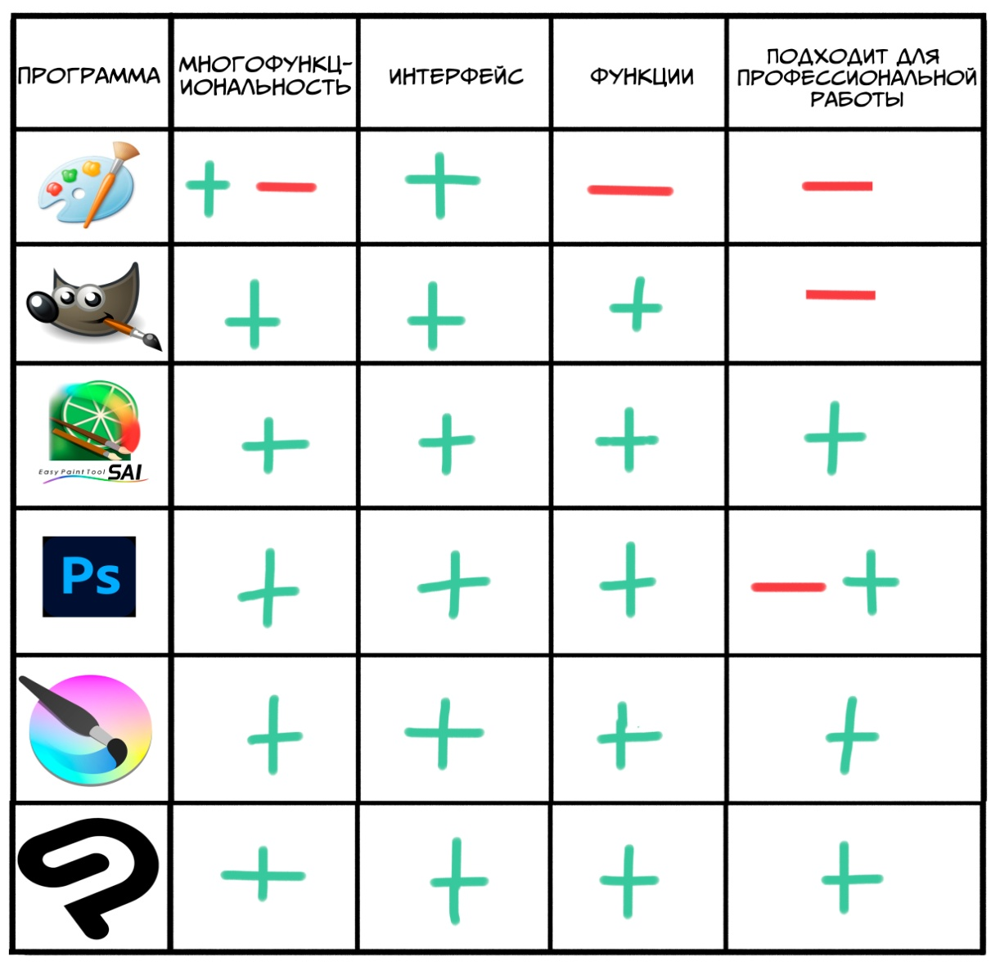 ПРОГРАММА
МНОГОФУНКЦ-
ИОНАЛЬНОСТЬ
ИНТЕРФЕЙС
ФУНКЦИИ
ПОДХОДИТ ДЛЯ
ПРОФЕССИОНАЛЬНОЙ
РАБОТЫ
+ −
+
−
−
+
+
+
−
Easy Paint Tool SAI
+
+
+
+
Ps
+
+
+
− +
+
+
+
+
+
+
+
+